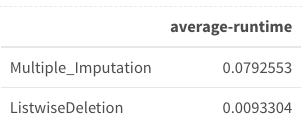 average-runtime
Multiple_Imputation 0.0792553
ListwiseDeletion 0.0093304